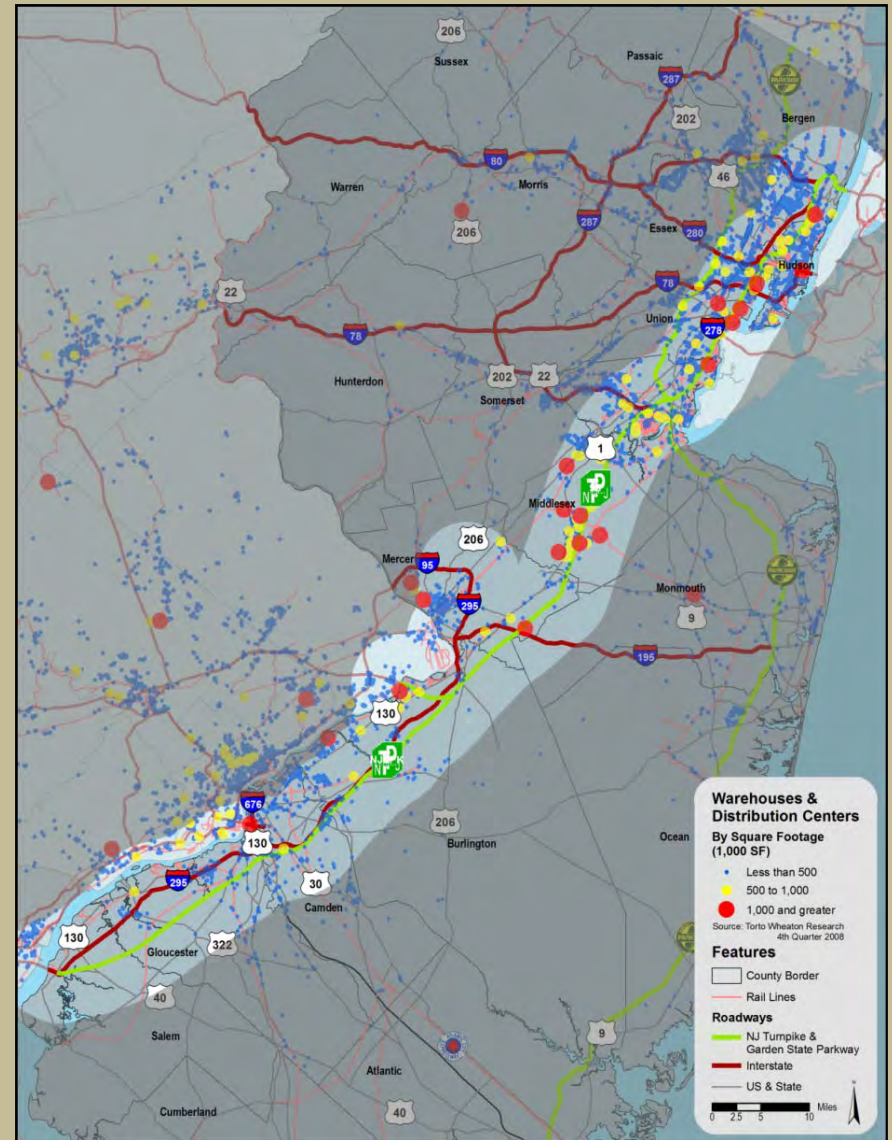 206
Sussex
Passaic
287
202
Bergen
80
46
Warren
Morris
206
287
Essex
280
Hudson
22
78
Union
278
78
202
22
Hunterdon
Somerset
1
Middlesex
206
Mercer
95
295
Monmouth
9
195
130
676
130
206
Burlington
Ocean
295
30
Camden
130
Gloucester
322
40
Salem
9
Atlantic
Cumberland
40
Warehouses &
Distribution Centers
By Square Footage
(1,000 SF)
Less than 500
500 to 1,000
1,000 and greater
Source: Torto Wheaton Research
4th Quarter 2008
Features
County Border
Rail Lines
Roadways
NJ Turnpike &
Garden State Parkway
Interstate
US & State
Miles
0 2.5 5 10